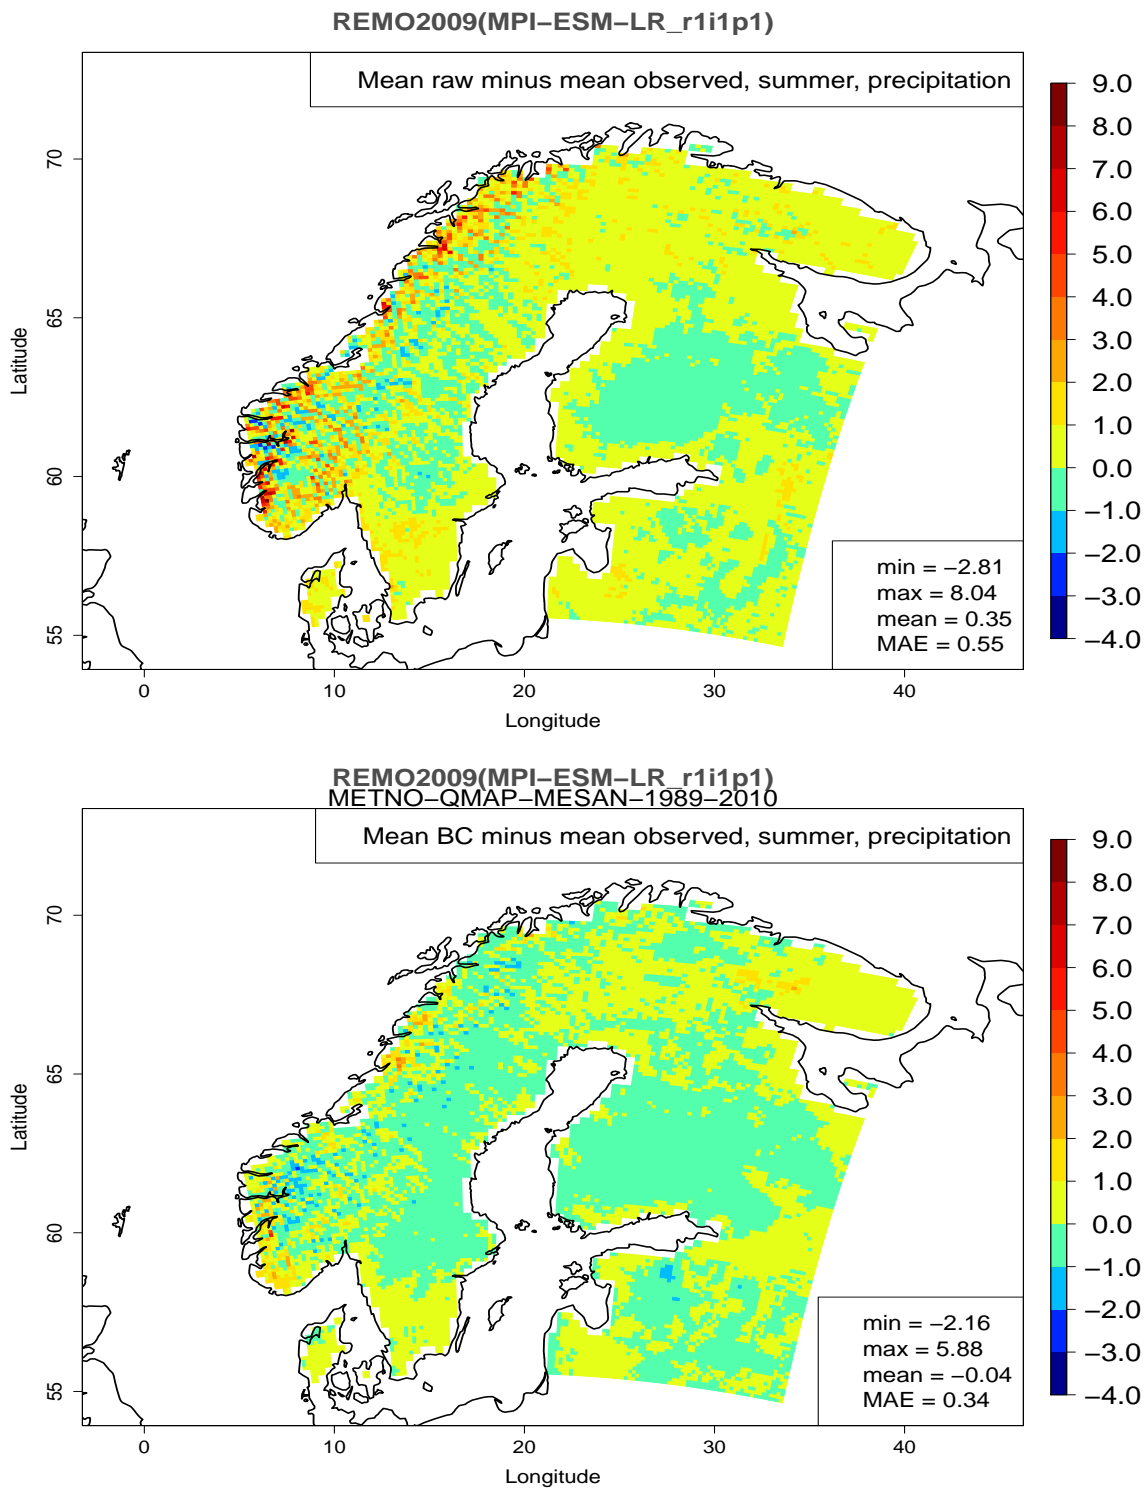 REMO2009(MPI−ESM−LR_r1i1p1)
Mean raw minus mean observed, summer, precipitation
9.0
8.0
7.0
6.0
5.0
4.0
3.0
2.0
1.0
0.0
−1.0
−2.0
−3.0
−4.0
70
65
60
55
Latitude
min = −2.81
max = 8.04
mean = 0.35
MAE = 0.55
0 10 20 30 40
Longitude
REMO2009(MPI−ESM−LR_r1i1p1)
METNO−QMAP−MESAN−1989−2010
Mean BC minus mean observed, summer, precipitation
9.0
8.0
7.0
6.0
5.0
4.0
3.0
2.0
1.0
0.0
−1.0
−2.0
−3.0
−4.0
70
65
60
55
Latitude
min = −2.16
max = 5.88
mean = −0.04
MAE = 0.34
0 10 20 30 40
Longitude